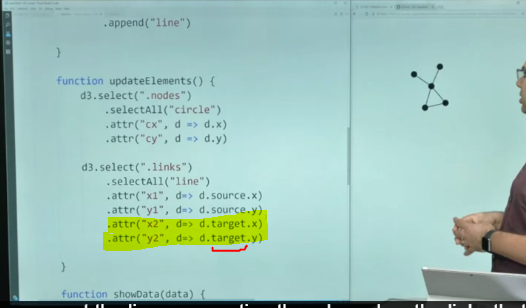 .append("line")
}
function updateElements() {
d3.select(".nodes")
.selectAll("circle")
.attr("cx", d => d.x)
.attr("cy", d => d.y)
d3.select(".links")
.selectAll("line")
.attr("x1", d=> d.source.x)
.attr("y1", d=> d.source.y)
.attr("x2", d=> d.target.x)
.attr("y2", d=> d.target.y)
}
function showData(data) {